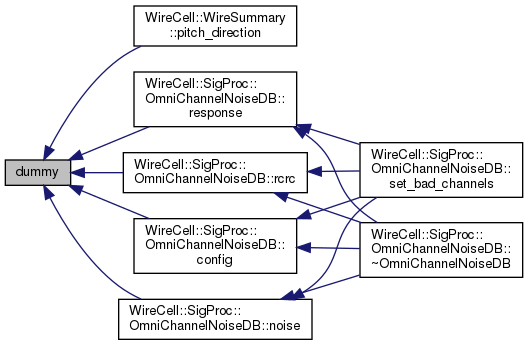 WireCell::WireSummary
::pitch_direction
WireCell::SigProc::
OmniChannelNoiseDB::
response
WireCell::SigProc::
OmniChannelNoiseDB::
set_bad_channels
dummy
WireCell::SigProc::
OmniChannelNoiseDB::rcrc
WireCell::SigProc::
OmniChannelNoiseDB::
config
WireCell::SigProc::
OmniChannelNoiseDB::
~OmniChannelNoiseDB
WireCell::SigProc::
OmniChannelNoiseDB::noise